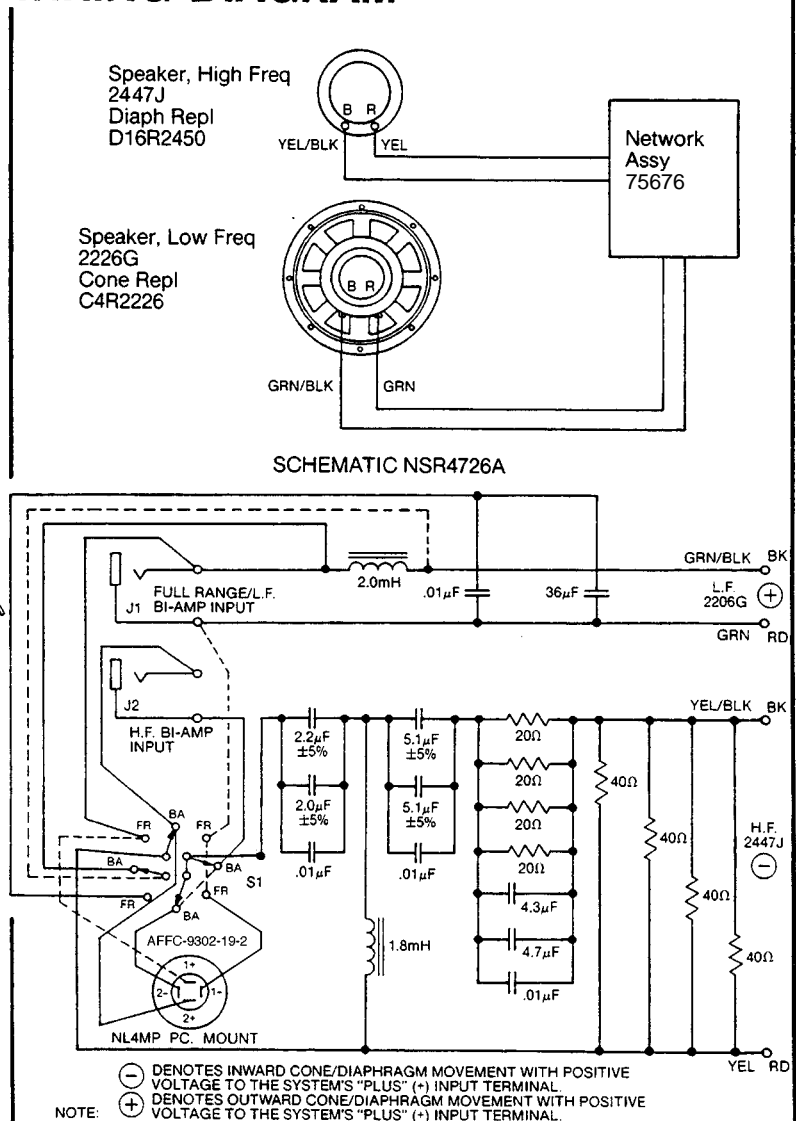 Speaker, High Freq
2447J
Diaph Repl
D16R2450
B R
YEL/BLK
YEL
Network
Assy
75676
Speaker, Low Freq
2226G
Cone Repl
C4R2226
B R
GRN/BLK
GRN
SCHEMATIC NSR4726A
GRN/BLK BK
2.0mH
.01µF
36µF
L.F.
2206G
+
GRN RD
FULL RANGE/L.F.
J1 BI-AMP INPUT
J2
H.F. BI-AMP
INPUT
YEL/BLK BK
2.2µF
±5%
5.1µF
±5%
20Ω
20Ω
2.0µF
±5%
5.1µF
±5%
20Ω
20Ω
.01µF
.01µF
4.3µF
4.7µF
.01µF
40Ω
40Ω
40Ω
40Ω
H.F.
2447J
−
FR
BA
FR
BA
BA
S1
FR
FR
BA
1.8mH
AFFC-9302-19-2
1+
2−
1−
2+
NL4MP PC. MOUNT
YEL RD
− DENOTES INWARD CONE/DIAPHRAGM MOVEMENT WITH POSITIVE
VOLTAGE TO THE SYSTEM'S "PLUS" (+) INPUT TERMINAL.
NOTE: + DENOTES OUTWARD CONE/DIAPHRAGM MOVEMENT WITH POSITIVE
VOLTAGE TO THE SYSTEM'S "PLUS" (+) INPUT TERMINAL.